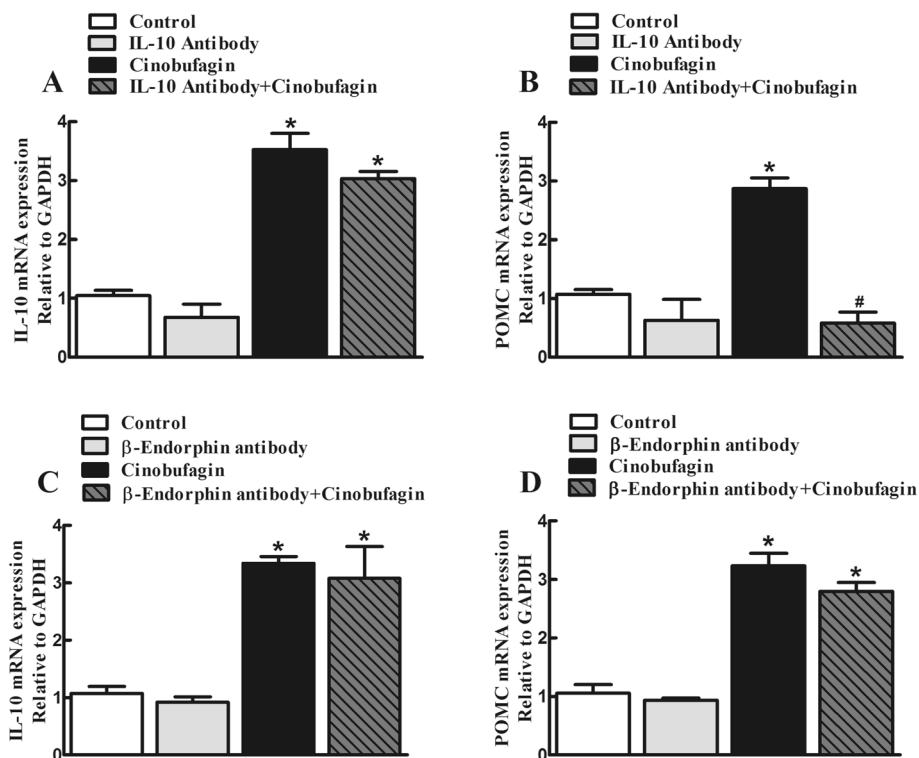 Control
IL-10 Antibody
Cinobufagin
IL-10 Antibody+Cinobufagin
A
IL-10 mRNA expression
Relative to GAPDH
4
3
2
1
0
*
*
Control
IL-10 Antibody
Cinobufagin
IL-10 Antibody+Cinobufagin
B
POMC mRNA expression
Relative to GAPDH
4
3
2
1
0
*
#
Control
β-Endorphin antibody
Cinobufagin
β-Endorphin antibody+Cinobufagin
C
IL-10 mRNA expression
Relative to GAPDH
4
3
2
1
0
*
*
Control
β-Endorphin antibody
Cinobufagin
β-Endorphin antibody+Cinobufagin
D
POMC mRNA expression
Relative to GAPDH
4
3
2
1
0
*
*